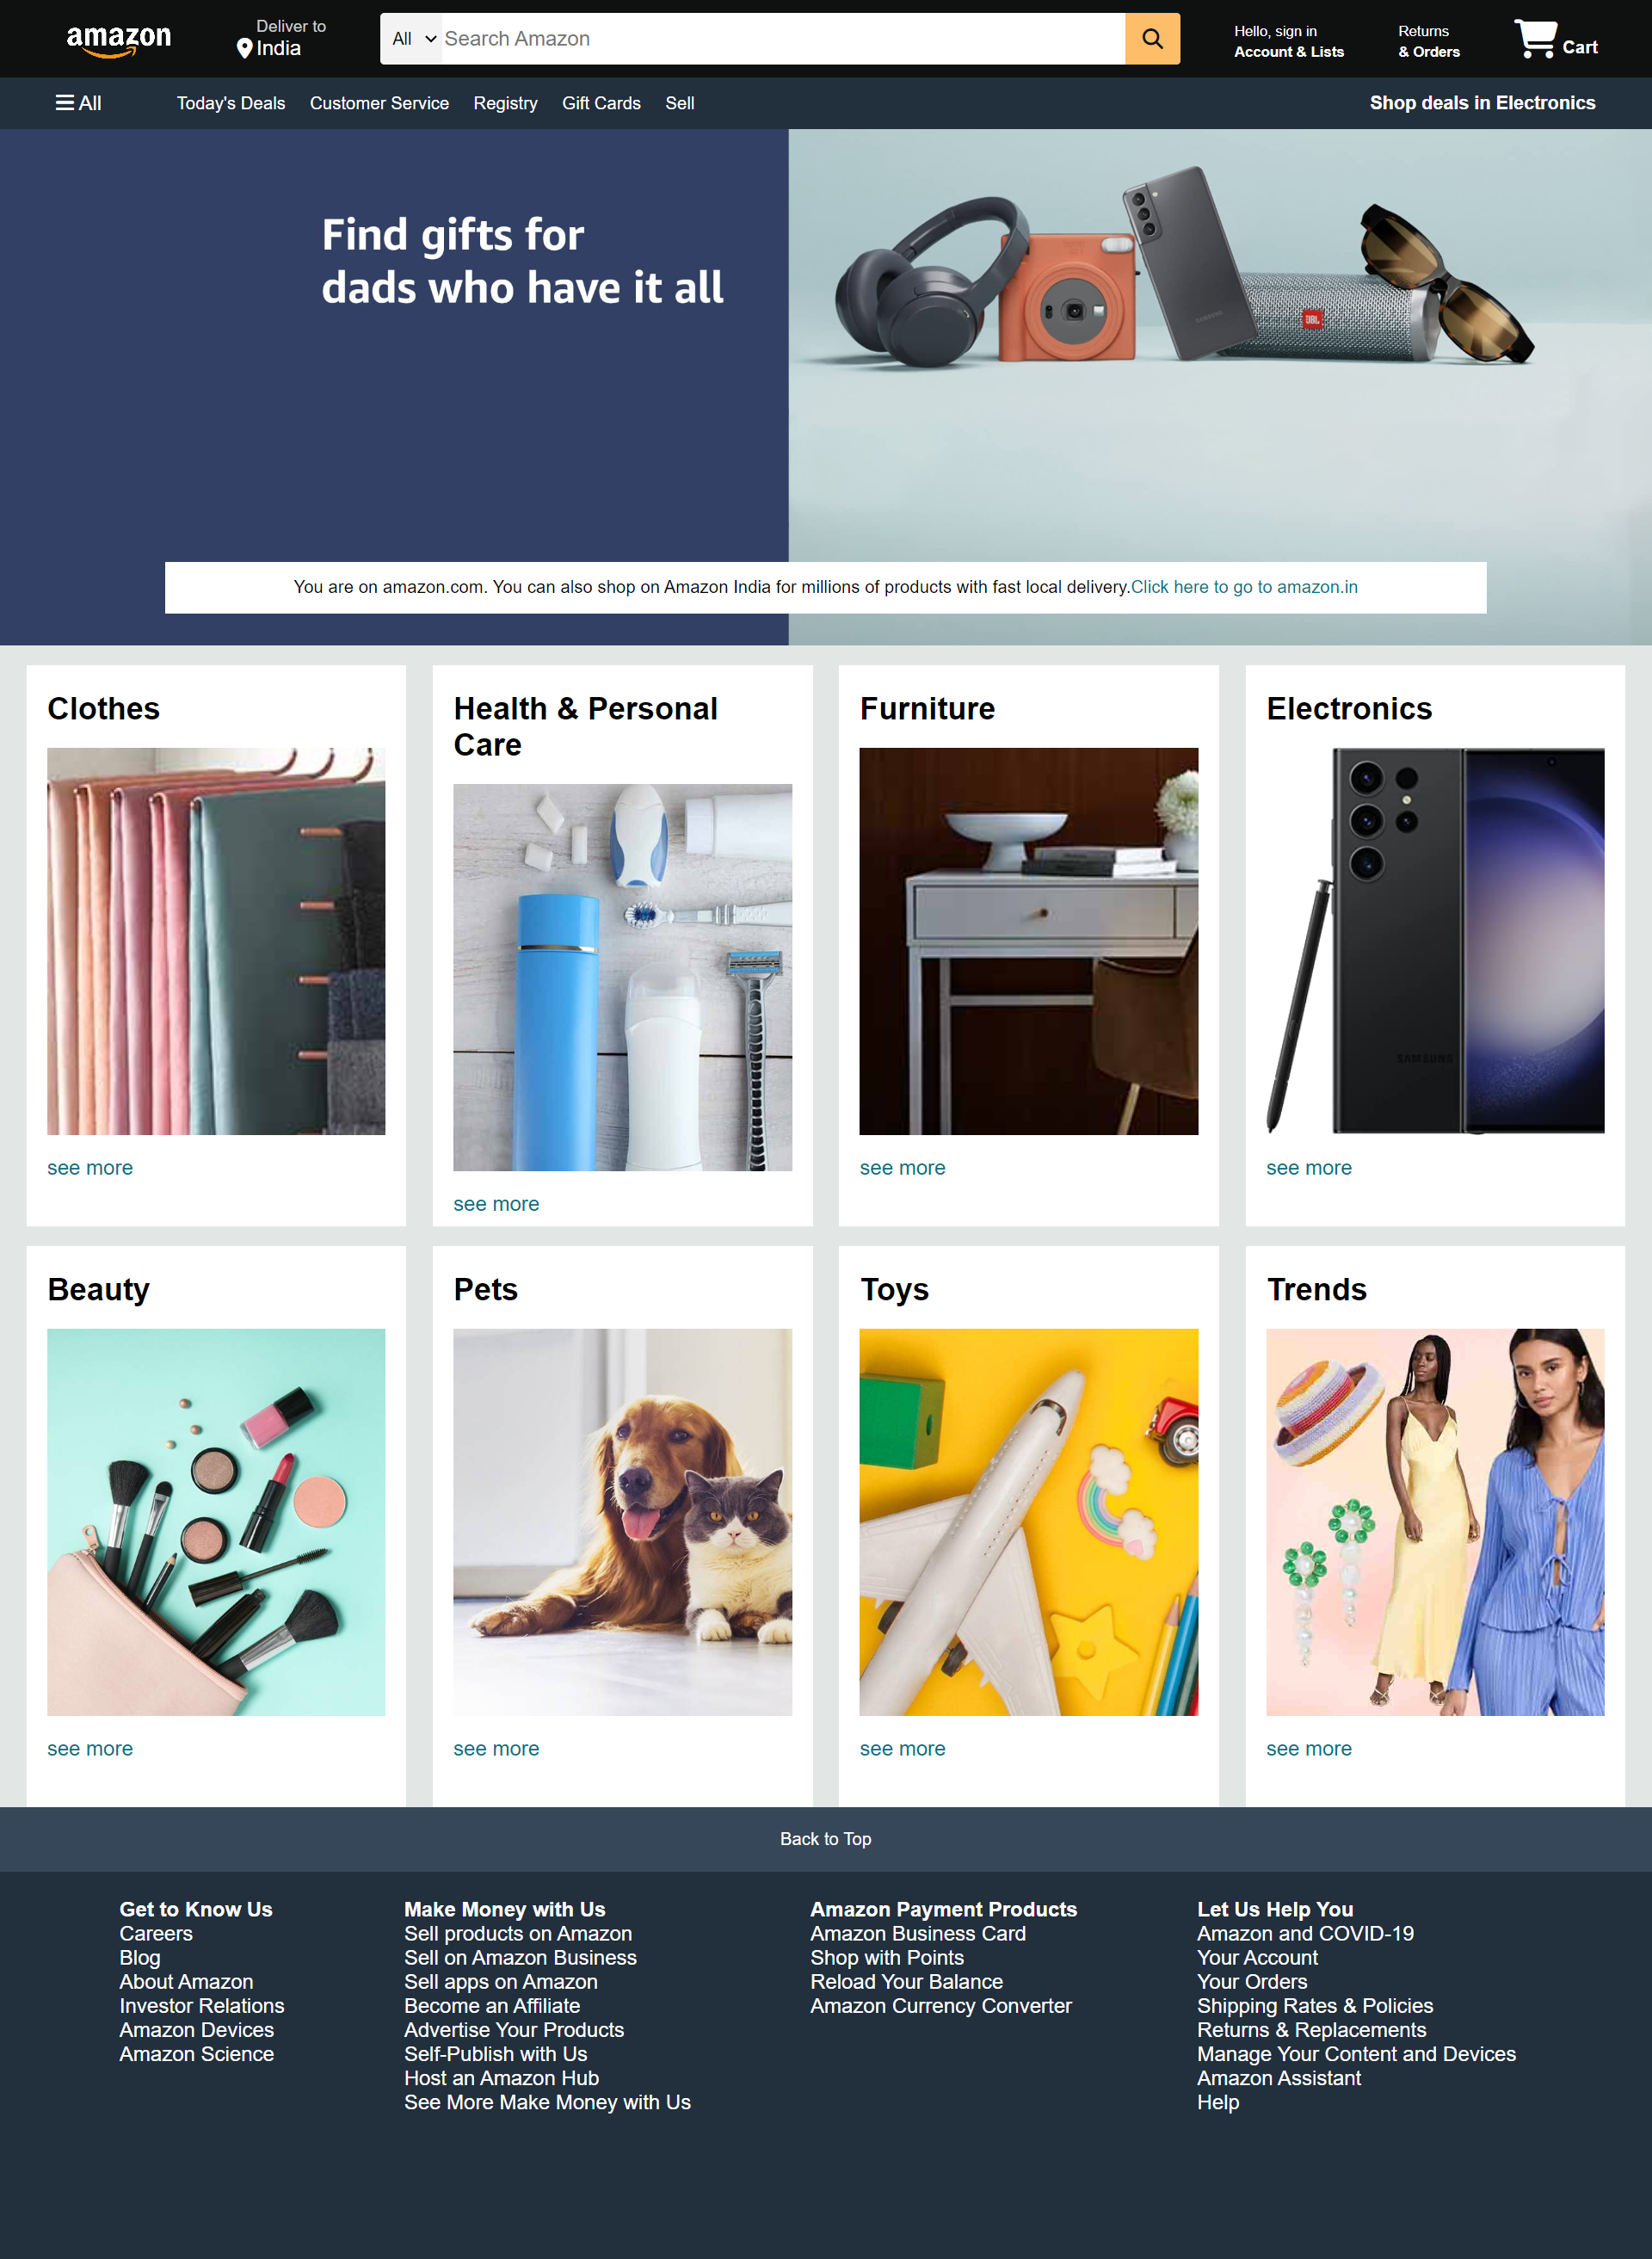 amazon
Deliver to
India
All
Search Amazon
Hello, sign in
Account & Lists
Returns
& Orders
Cart
All
Today's Deals
Customer Service
Registry
Gift Cards
Sell
Shop deals in Electronics
Find gifts for
dads who have it all
SAMSUNG
JBL
You are on amazon.com. You can also shop on Amazon India for millions of products with fast local delivery.Click here to go to amazon.in
Clothes
see more
Health & Personal
Care
see more
Furniture
see more
Electronics
SAMSUNG
see more
Beauty
see more
Pets
see more
Toys
see more
Trends
see more
Back to Top
Get to Know Us
Careers
Blog
About Amazon
Investor Relations
Amazon Devices
Amazon Science
Make Money with Us
Sell products on Amazon
Sell on Amazon Business
Sell apps on Amazon
Become an Affiliate
Advertise Your Products
Self-Publish with Us
Host an Amazon Hub
See More Make Money with Us
Amazon Payment Products
Amazon Business Card
Shop with Points
Reload Your Balance
Amazon Currency Converter
Let Us Help You
Amazon and COVID-19
Your Account
Your Orders
Shipping Rates & Policies
Returns & Replacements
Manage Your Content and Devices
Amazon Assistant
Help